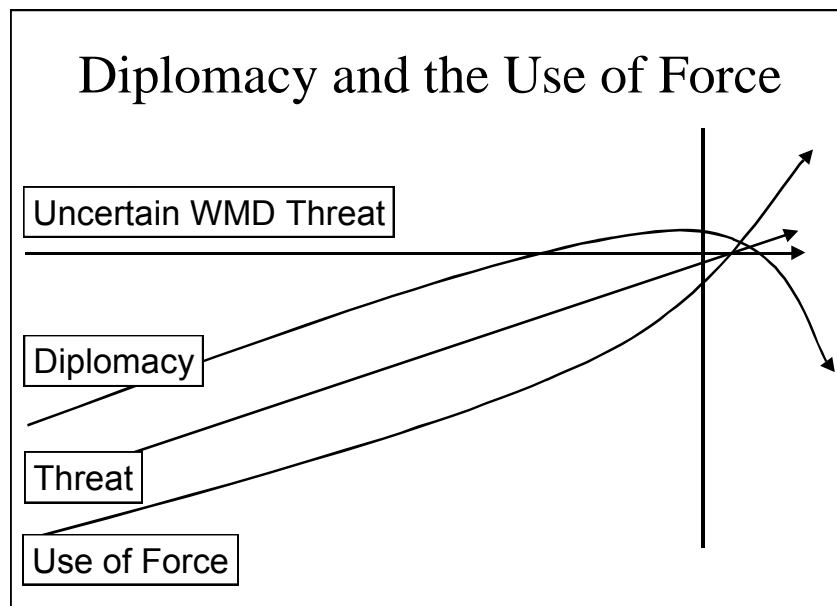 Diplomacy and the Use of Force
Uncertain WMD Threat
Diplomacy
Threat
Use of Force